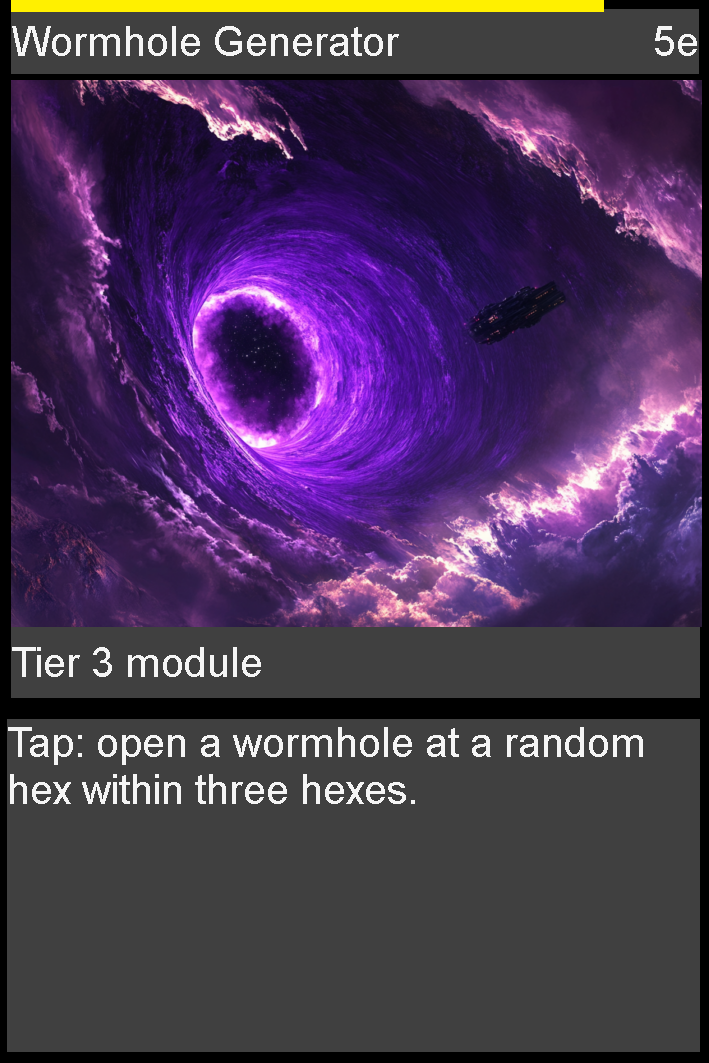 Wormhole Generator 5e
Tier 3 module
Tap: open a wormhole at a random
hex within three hexes.